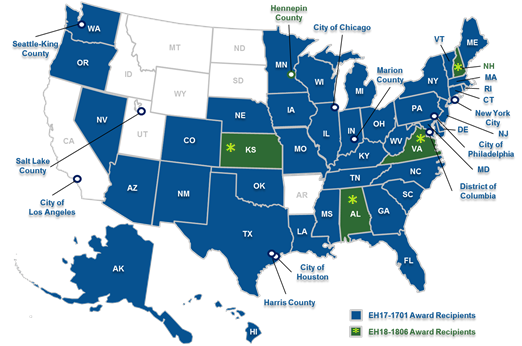 Hennepin
County
City of Chicago
VT
ME
Seattle-King
County
WA
MT
ND
MN
NH
OR
ID
SD
WI
MI
Marion
County
NY
MA
RI
CT
WY
IA
PA
New York
City
NV
NE
IL
IN
OH
NJ
CA
UT
CO
KS
MO
WV
VA
DE
City of
Philadelphia
KY
MD
Salt Lake
County
NC
District of
Columbia
City of
Los Angeles
AZ
NM
OK
AR
TN
SC
MS
AL
GA
TX
LA
AK
City of
Houston
FL
Harris County
HI
EH17-1701 Award Recipients
EH18-1806 Award Recipients